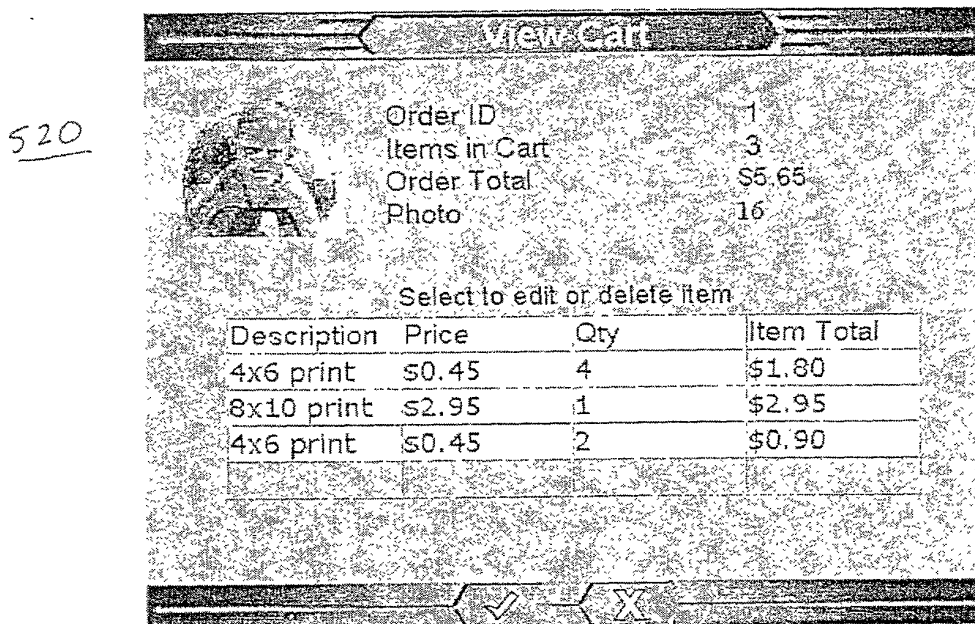 View Cart
520
Order ID 1
Items in Cart 3
Order Total $5.65
Photo 16
Select to edit or delete item
Description Price Qty Item Total
4x6 print $0.45 4 $1.80
8x10 print $2.95 1 $2.95
4x6 print $0.45 2 $0.90